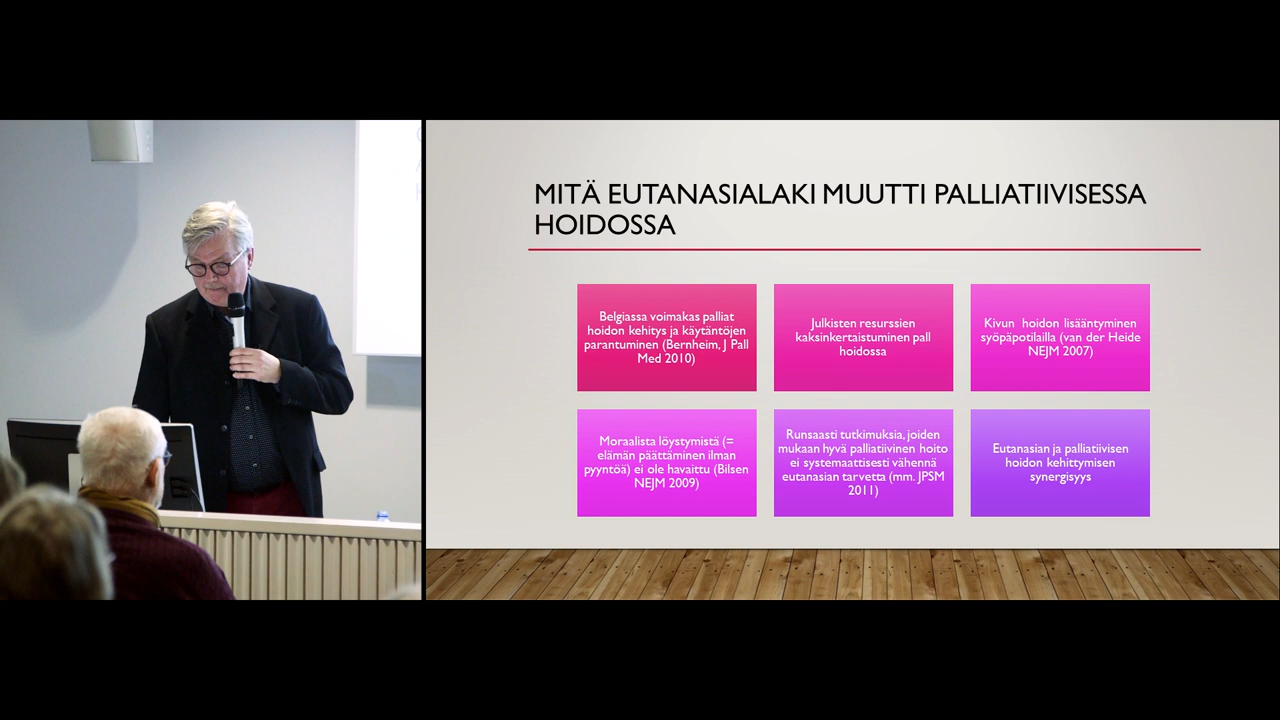 MITÄ EUTANASIALAKI MUUTTI PALLIATIIVISESSA
HOIDOSSA
Belgiassa voimakas palliat
hoidon kehitys ja käytäntöjen
parantuminen (Bernheim, J Pall
Med 2010)
Julkisten resurssien
kaksinkertaistuminen pall
hoidossa
Kivun hoidon lisääntyminen
syöpäpotilailla (van der Heide
NEJM 2007)
Moraalista löystymistä (=
elämän päättäminen ilman
pyyntöä) ei ole havaittu (Bilsen
NEJM 2009)
Runsaasti tutkimuksia, joiden
mukaan hyvä palliatiivinen hoito
ei systemaattisesti vähennä
eutanasian tarvetta (mm. JPSM
2011)
Eutanasian ja palliatiivisen
hoidon kehittymisen
synergisyys